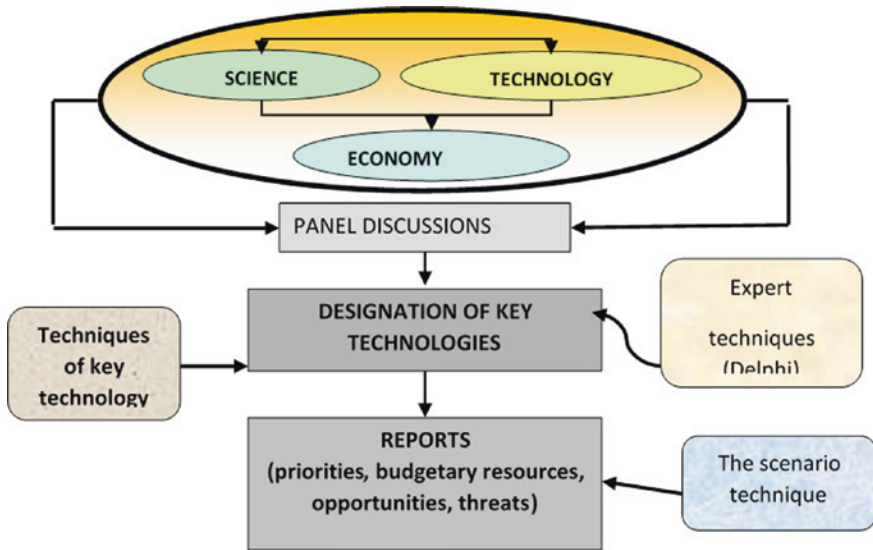 SCIENCE
TECHNOLOGY
ECONOMY
PANEL DISCUSSIONS
DESIGNATION OF KEY
TECHNOLOGIES
Expert
techniques
(Delphi)
Techniques
of key
technology
REPORTS
(priorities, budgetary resources,
opportunities, threats)
The scenario
technique